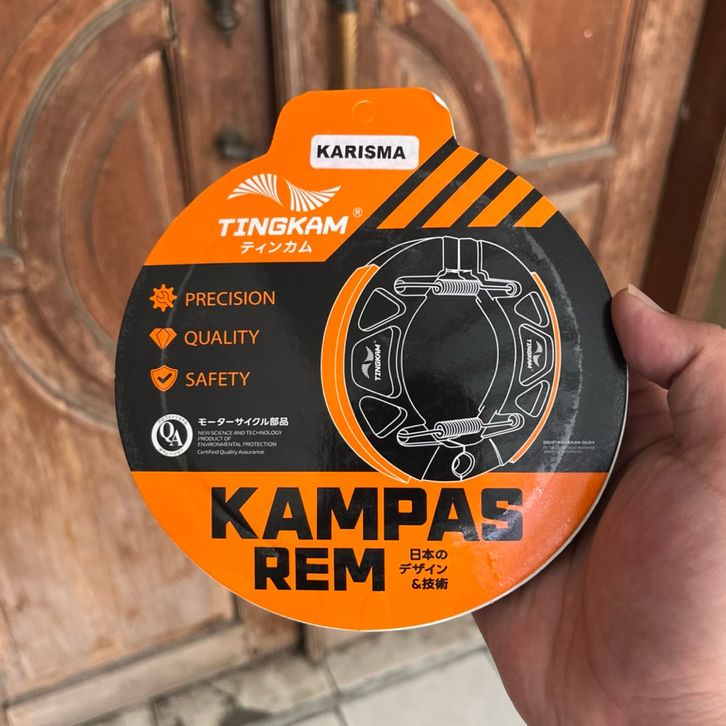 KARISMA
TINGKAM®
ティンカム
PRECISION
QUALITY
SAFETY
TINGKAM
TINGKAM
QA
モーターサイクル部品
NEW SCIENCE AND TECHNOLOGY
PRODUCT OF
ENVIRONMENTAL PROTECTION
Certified Quality Assurance
KAMPAS
REM
日本の
デザイン
&技術